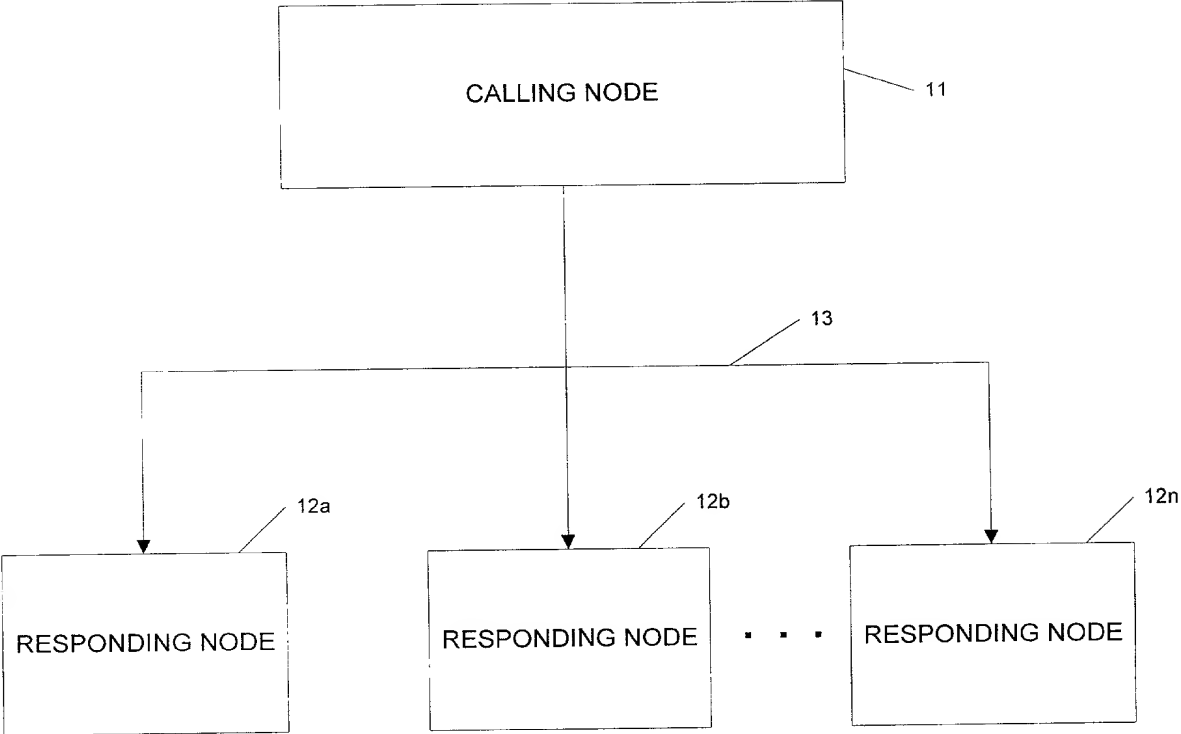 CALLING NODE
11
13
12a
12b
12n
RESPONDING NODE
RESPONDING NODE
. . .
RESPONDING NODE